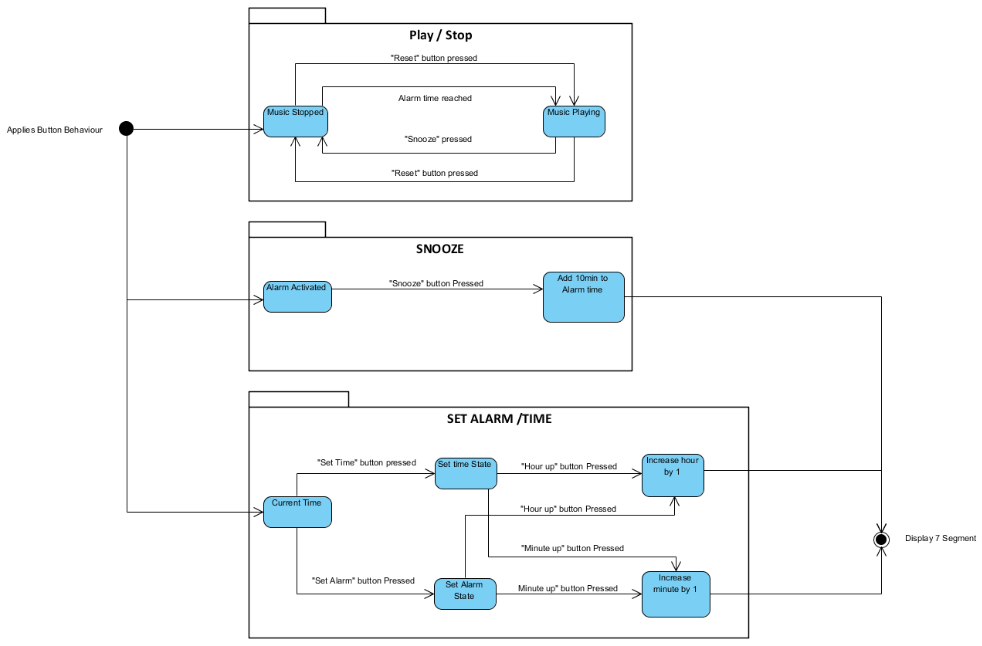 Play / Stop
"Reset" button pressed
Alarm time reached
Music Stopped
Music Playing
Applies Button Behaviour
"Snooze" pressed
"Reset" button pressed
SNOOZE
Alarm Activated
"Snooze" button Pressed
Add 10min to
Alarm time
SET ALARM /TIME
"Set Time" button pressed
Set time State
"Hour up" button Pressed
Increase hour
by 1
Current Time
"Hour up" button Pressed
Display 7 Segment
"Minute up" button Pressed
"Set Alarm" button Pressed
Set Alarm
State
Minute up" button Pressed
Increase
minute by 1